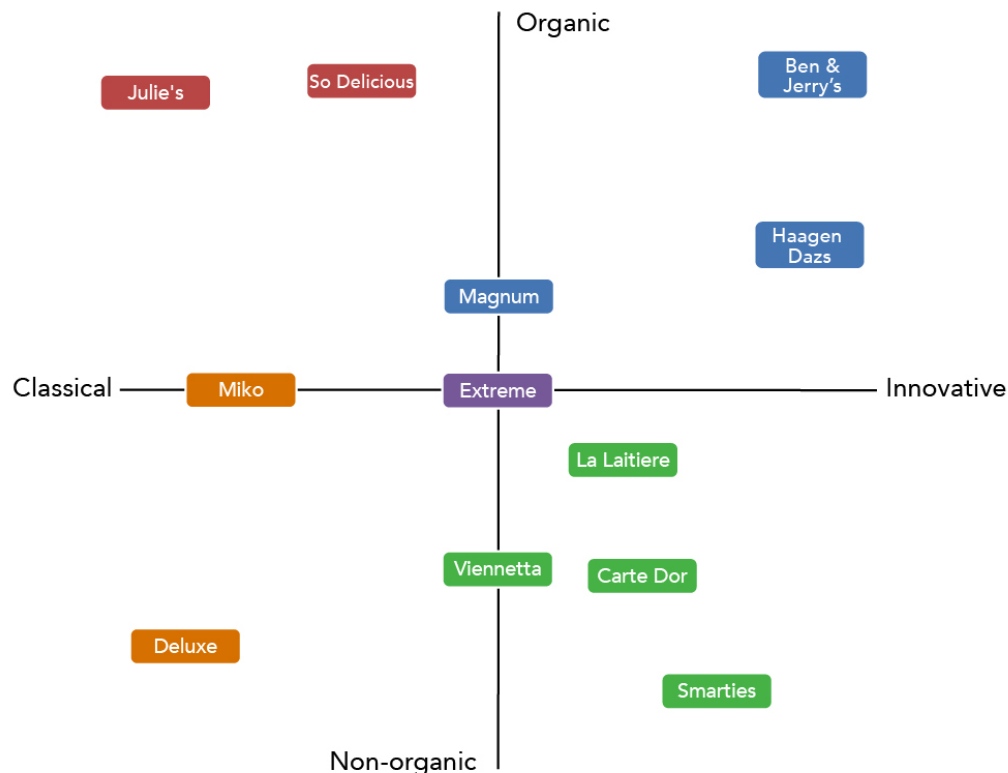 Organic
Ben &
Jerry’s
So Delicious
Julie's
Haagen
Dazs
Magnum
Classical
Miko
Extreme
Innovative
La Laitiere
Viennetta
Carte Dor
Deluxe
Smarties
Non-organic